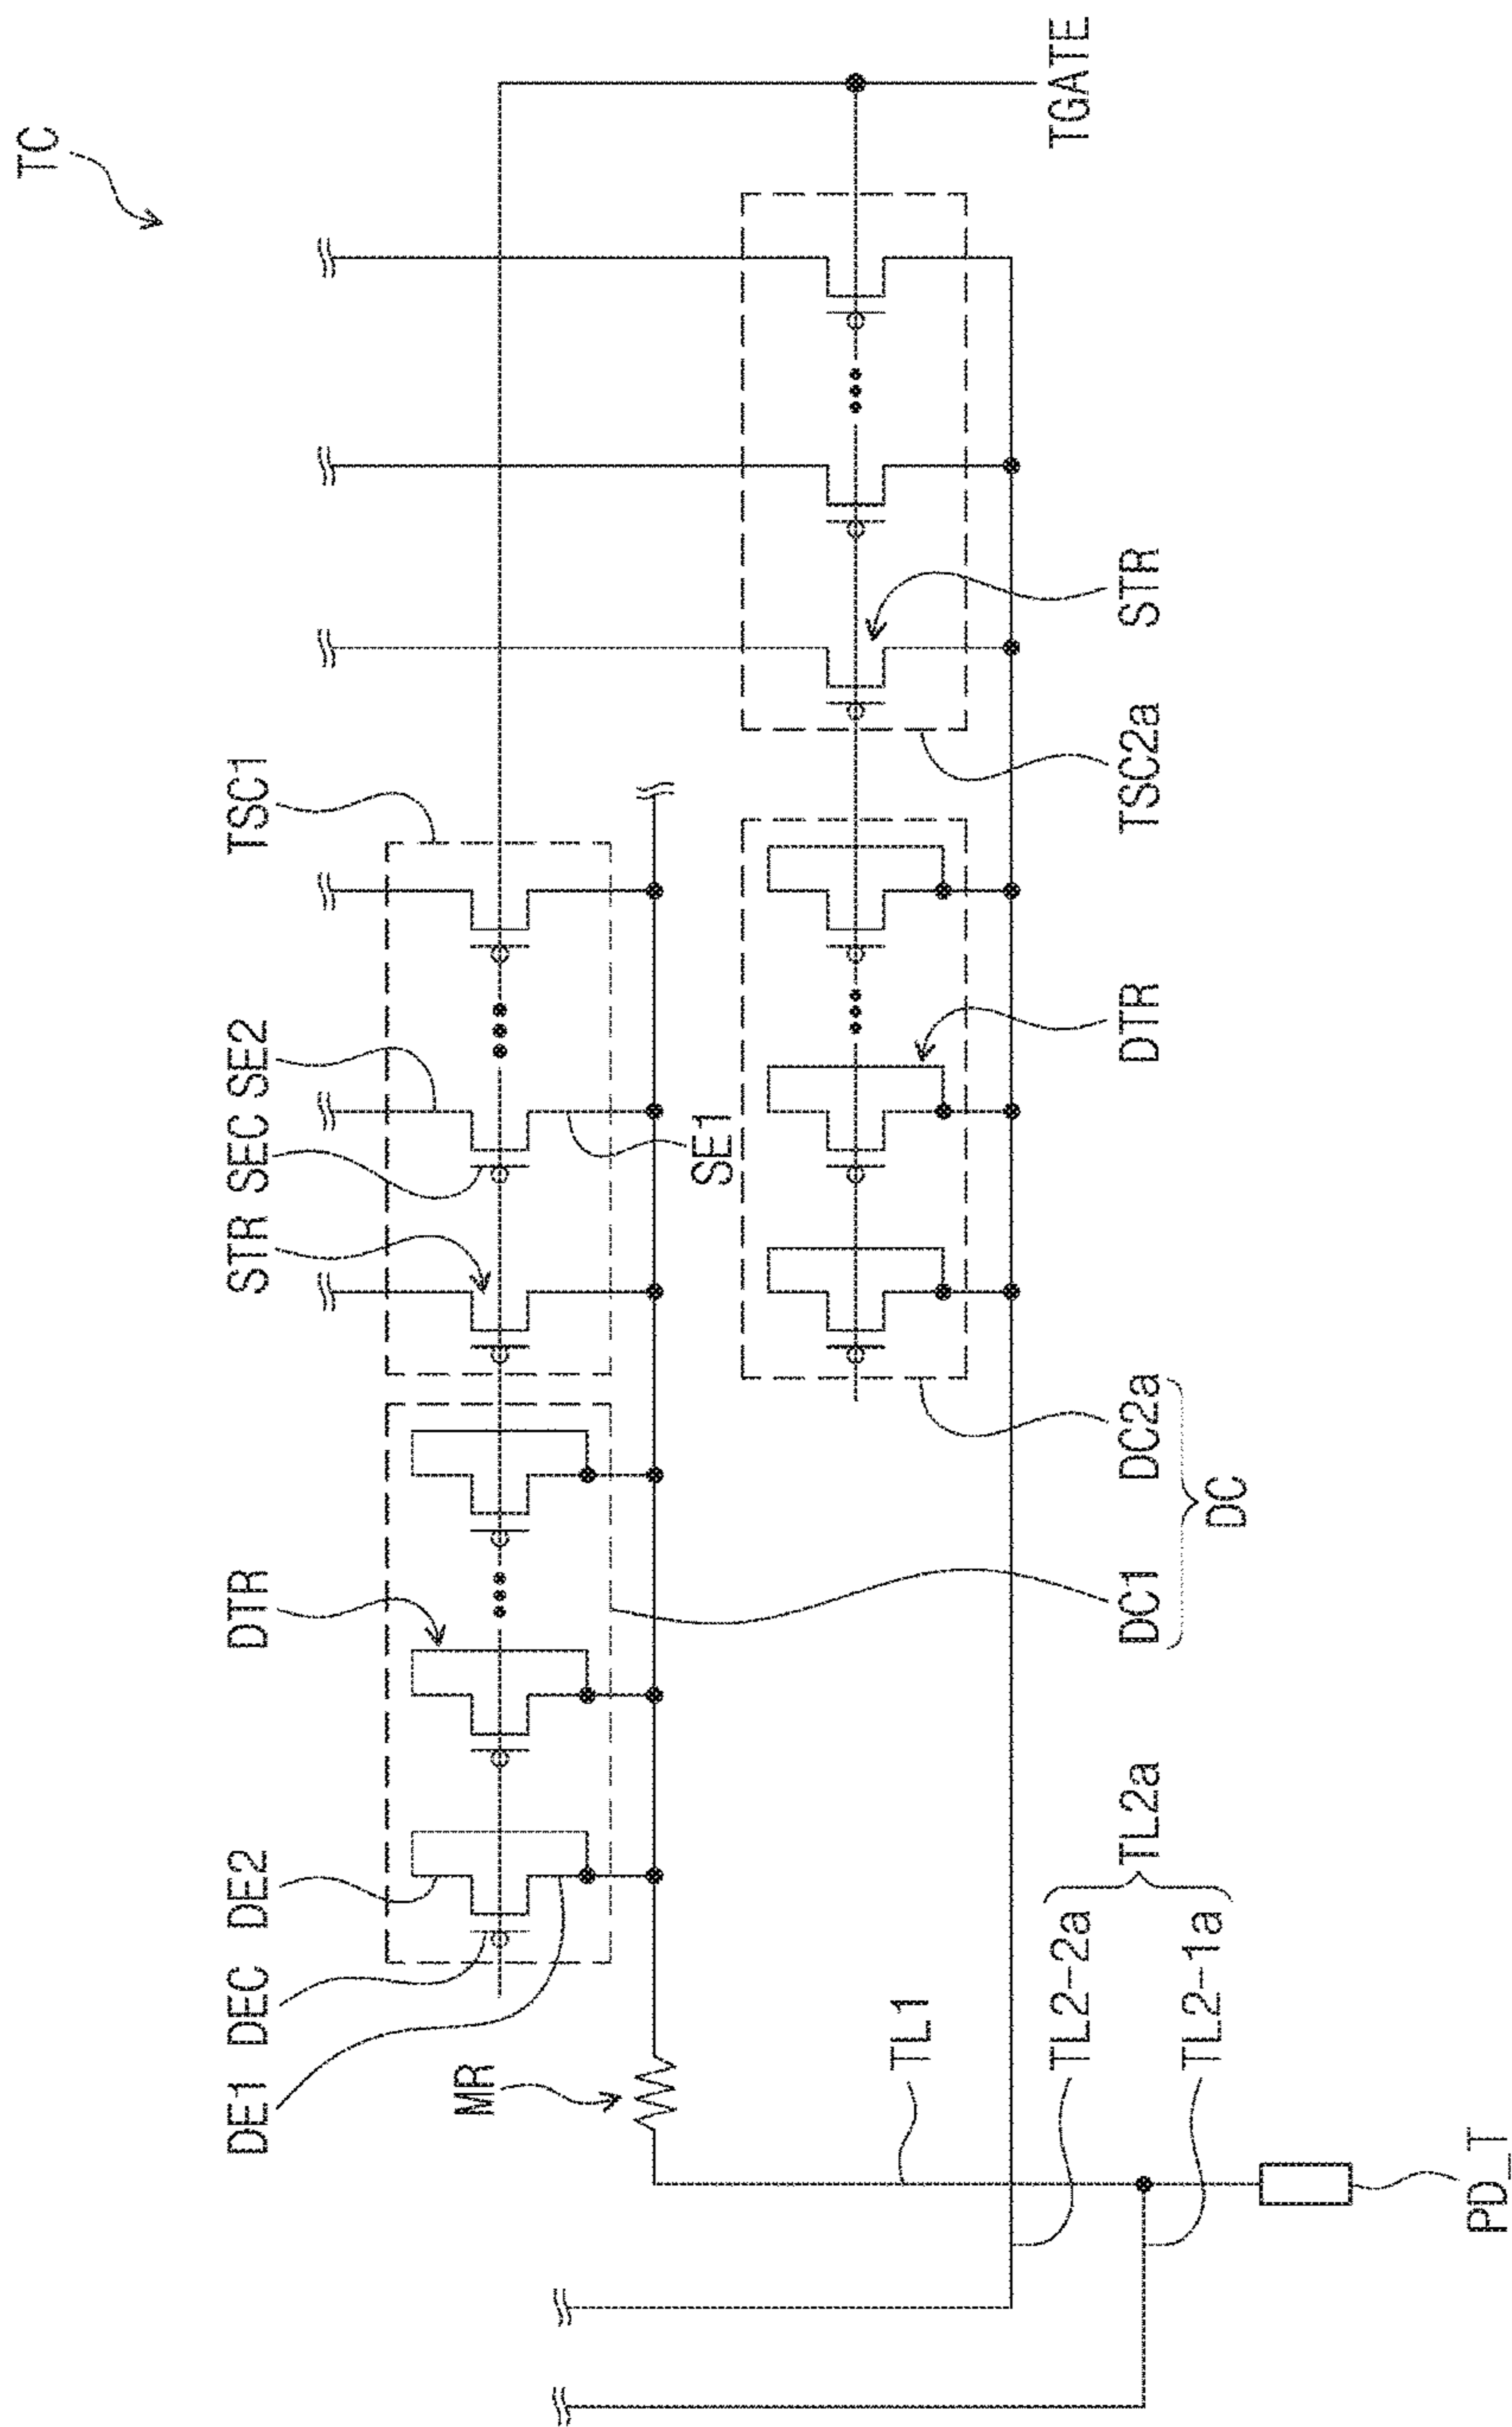 TC
DE1 DEC DE2 DTR STR SEC SE2 TSC1
MR
SE1
TL1
TGATE
TL2-2a
TL2-1a
TL2a
DC1 DC2a DTR TSC2a STR
DC
PD_T